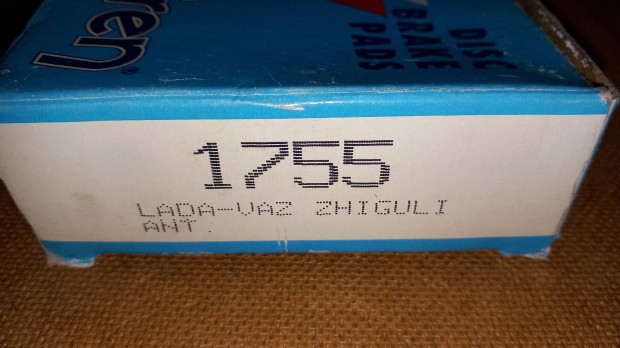 DISC
BRAKE
PADS
1755
LADA-VAZ ZHIGULI
ANT.